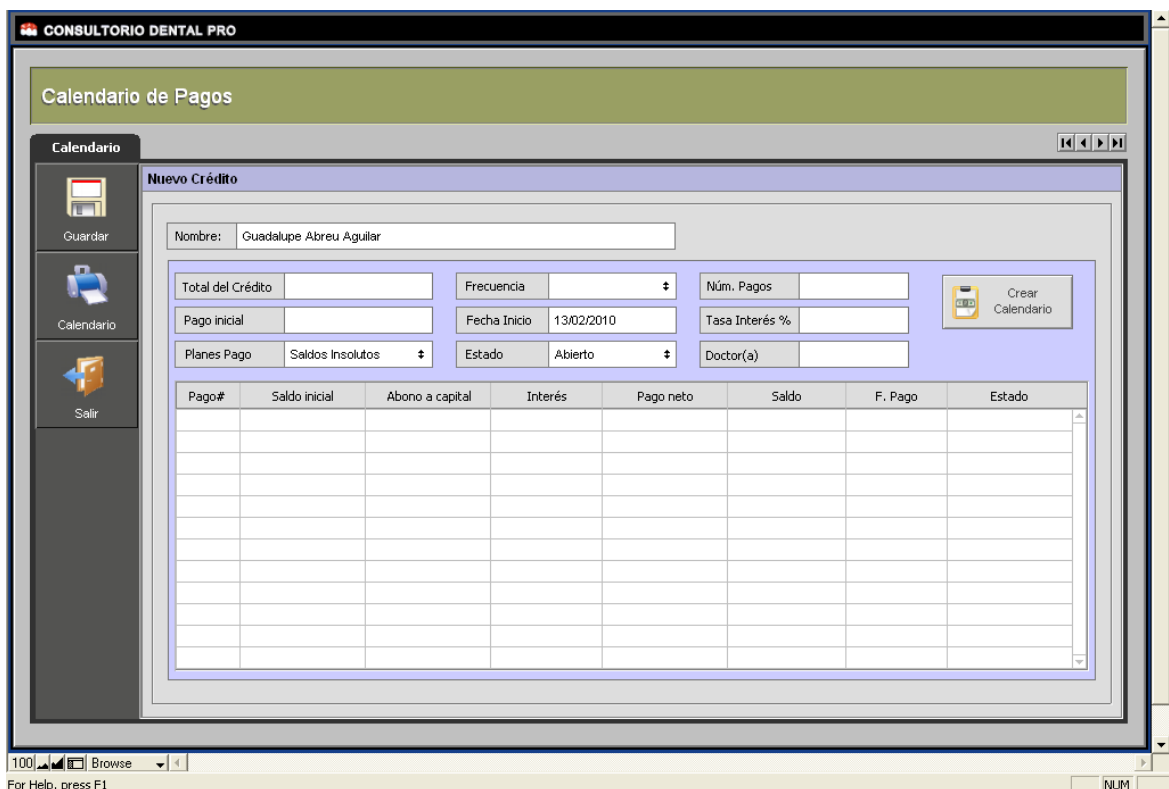 CONSULTORIO DENTAL PRO
Calendario de Pagos
Calendario
Nuevo Crédito
Guardar
Nombre: Guadalupe Abreu Aguilar
Total del Crédito Frecuencia Núm. Pagos Crear Calendario
Calendario
Pago inicial Fecha Inicio 13/02/2010 Tasa Interés %
Planes Pago Saldos Insolutos Estado Abierto Doctor(a)
Pago# Saldo inicial Abono a capital Interés Pago neto Saldo F. Pago Estado
Salir
100 Browse
For Help, press F1 NUM